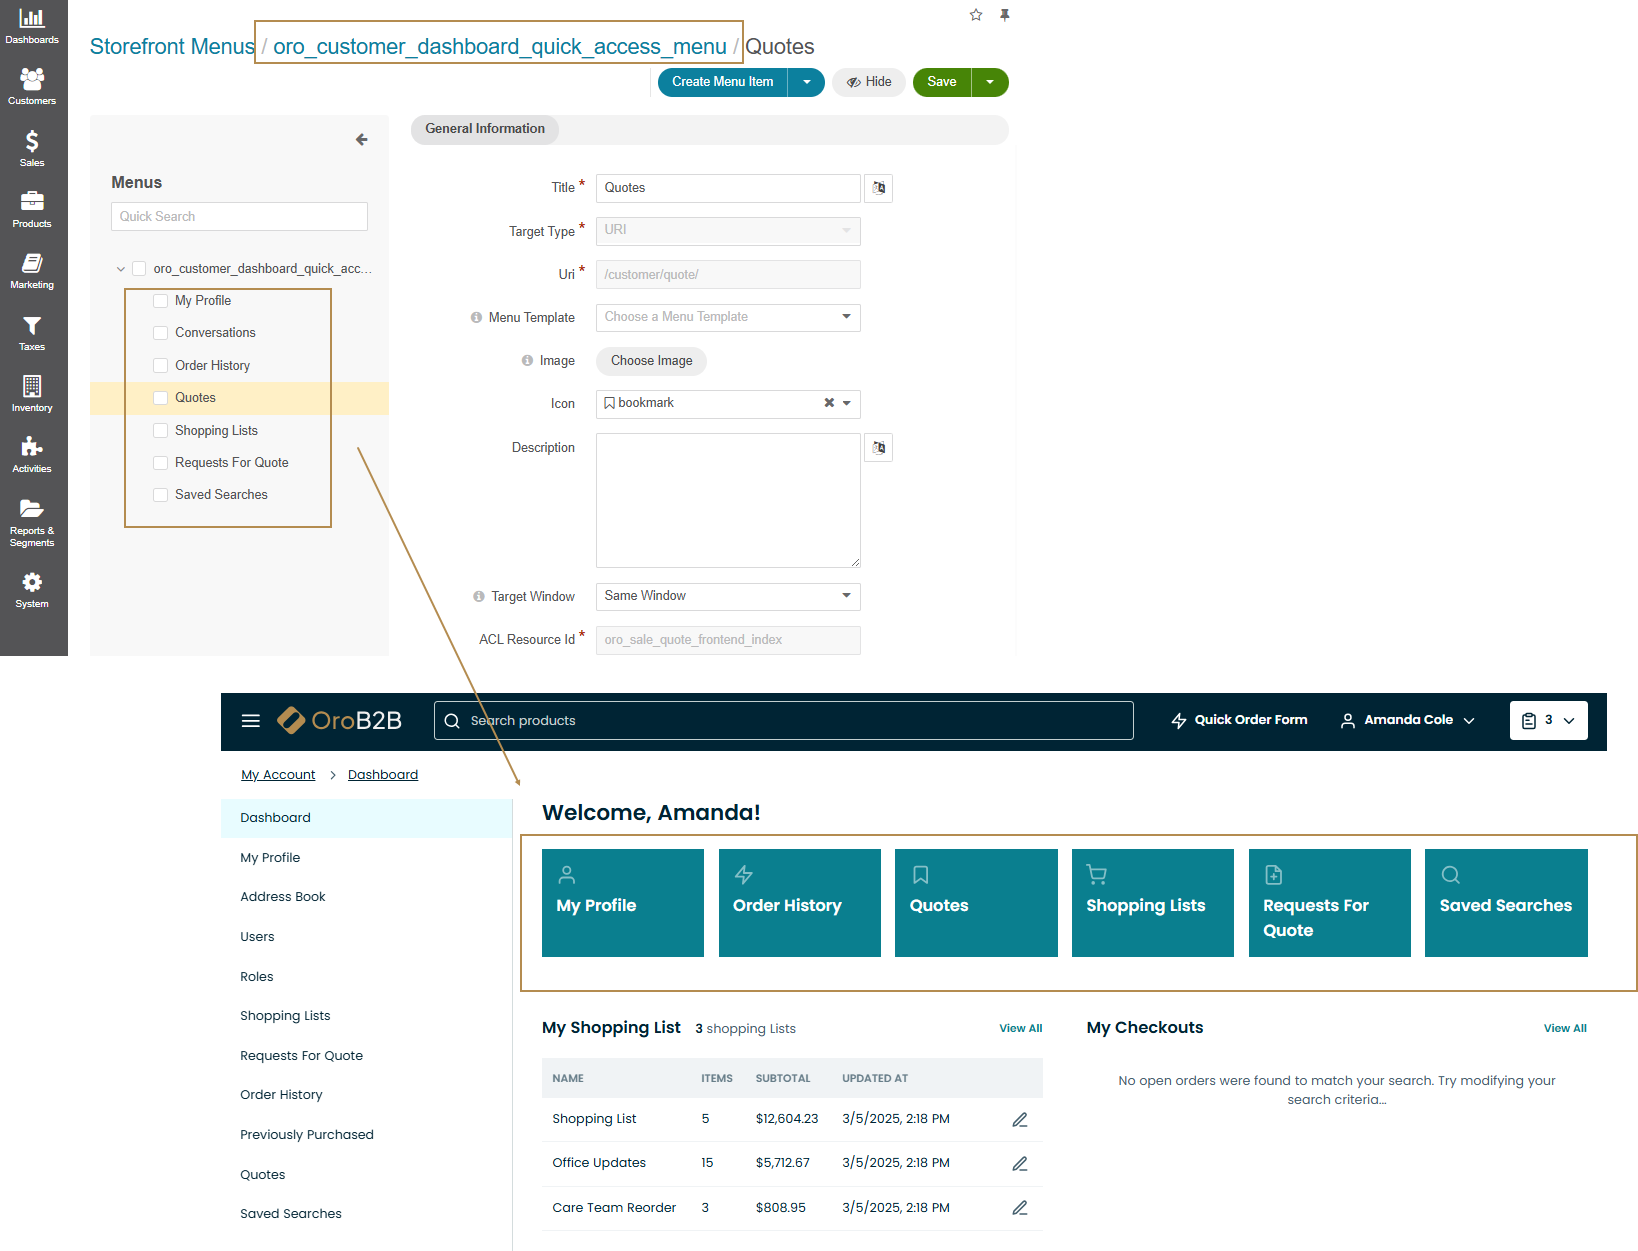 Dashboards
Customers
Sales
Products
Marketing
Taxes
Inventory
Activities
Reports &
Segments
System
Storefront Menus / oro_customer_dashboard_quick_access_menu / Quotes
Create Menu Item
Hide
Save
Menus
Quick Search
oro_customer_dashboard_quick_acc...
My Profile
Conversations
Order History
Quotes
Shopping Lists
Requests For Quote
Saved Searches
General Information
Title * Quotes
Target Type * URI
Uri * /customer/quote/
Menu Template Choose a Menu Template
Image Choose Image
Icon bookmark
Description
Target Window Same Window
ACL Resource Id * oro_sale_quote_frontend_index
OroB2B
Search products
Quick Order Form
Amanda Cole
3
My Account > Dashboard
Dashboard
My Profile
Address Book
Users
Roles
Shopping Lists
Requests For Quote
Order History
Previously Purchased
Quotes
Saved Searches
Welcome, Amanda!
My Profile
Order History
Quotes
Shopping Lists
Requests For
Quote
Saved Searches
My Shopping List 3 shopping Lists View All
NAME ITEMS SUBTOTAL UPDATED AT
Shopping List 5 $12,604.23 3/5/2025, 2:18 PM
Office Updates 15 $5,712.67 3/5/2025, 2:18 PM
Care Team Reorder 3 $808.95 3/5/2025, 2:18 PM
My Checkouts View All
No open orders were found to match your search. Try modifying your
search criteria...